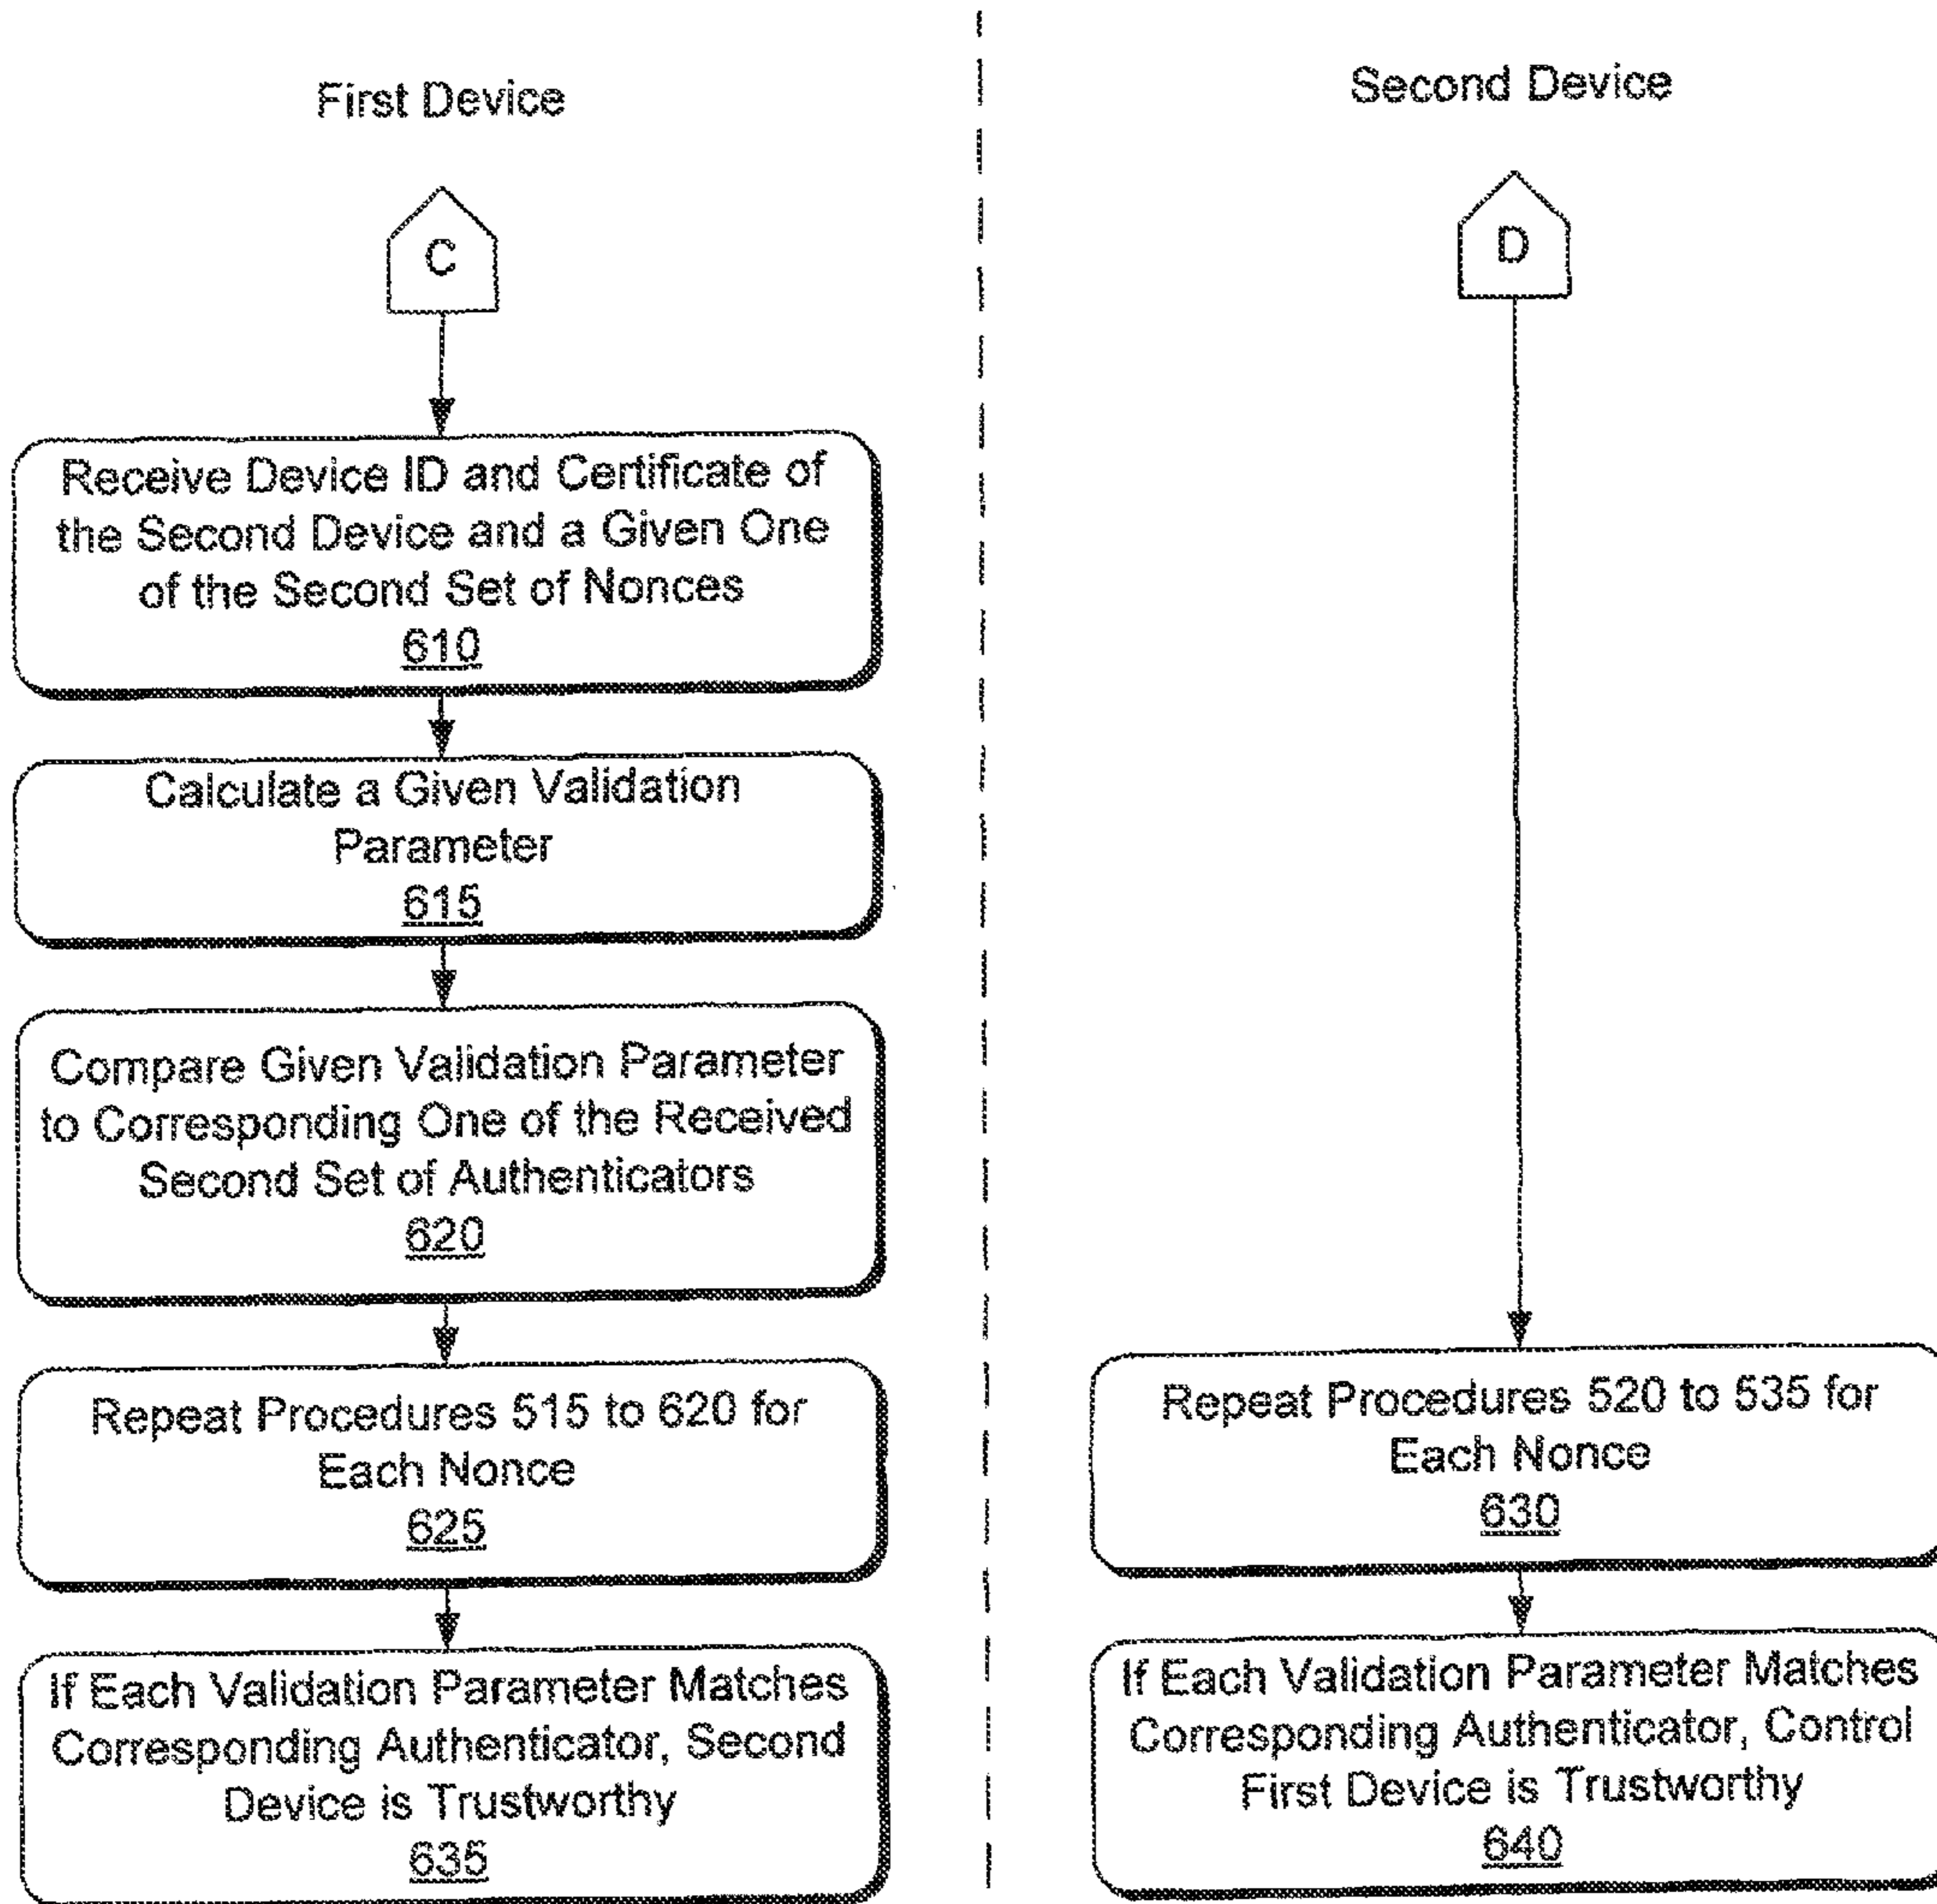 First Device
C
Receive Device ID and Certificate of
the Second Device and a Given One
of the Second Set of Nonces
610
Calculate a Given Validation
Parameter
615
Compare Given Validation Parameter
to Corresponding One of the Received
Second Set of Authenticators
620
Repeat Procedures 515 to 620 for
Each Nonce
625
If Each Validation Parameter Matches
Corresponding Authenticator, Second
Device is Trustworthy
635
Second Device
D
Repeat Procedures 520 to 535 for
Each Nonce
630
If Each Validation Parameter Matches
Corresponding Authenticator, Control
First Device is Trustworthy
640